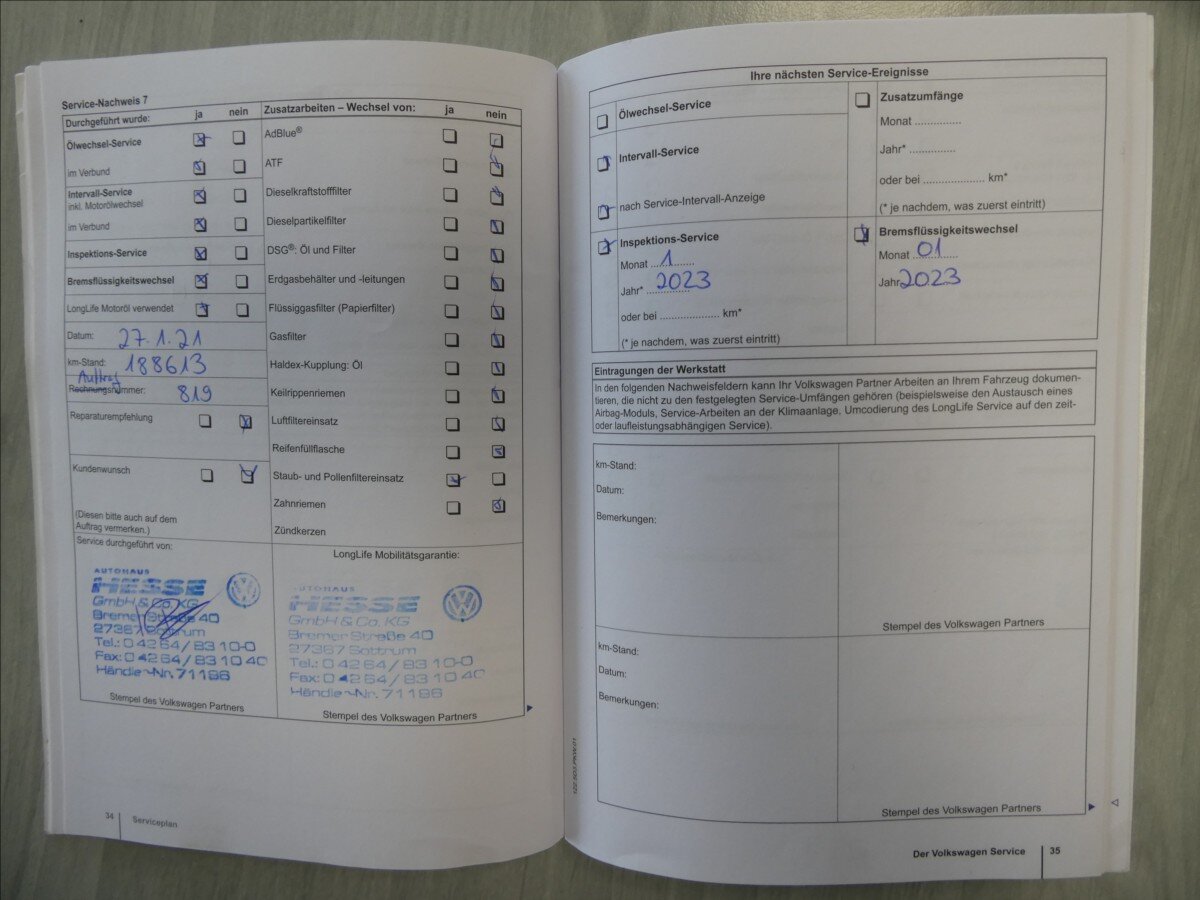 Service-Nachweis 7
Durchgeführt wurde: ja nein
Ölwechsel-Service
im Verbund
Intervall-Service
inkl. Motorölwechsel
im Verbund
Inspektions-Service
Bremsflüssigkeitswechsel
LongLife Motoröl verwendet
Datum: 27.1.21
km-Stand: 188613
Auftrag
Rechnungsnummer: 819
Reparaturempfehlung
Kundenwunsch
(Diesen bitte auch auf dem
Auftrag vermerken.)
Zusatzarbeiten – Wechsel von: ja nein
AdBlue®
ATF
Dieselkraftstofffilter
Dieselpartikelfilter
DSG®: Öl und Filter
Erdgasbehälter und -leitungen
Flüssiggasfilter (Papierfilter)
Gasfilter
Haldex-Kupplung: Öl
Keilrippenriemen
Luftfiltereinsatz
Reifenfüllflasche
Staub- und Pollenfiltereinsatz
Zahnriemen
Zündkerzen
Service durchgeführt von:
AUTOHAUS
HESSE
GmbH & Co. KG
Bremer Straße 40
27367 Sottrum
Tel.: 0 42 64 / 83 10-0
Fax: 0 42 64 / 83 10 40
Händle-Nr. 71186
Stempel des Volkswagen Partners
LongLife Mobilitätsgarantie:
AUTOHAUS
HESSE
GmbH & Co. KG
Bremer Straße 40
27367 Sottrum
Tel.: 0 42 64 / 83 10-0
Fax: 0 42 64 / 83 10 40
Händle-Nr. 71186
Stempel des Volkswagen Partners
34 Serviceplan
Ihre nächsten Service-Ereignisse
Ölwechsel-Service
Intervall-Service
nach Service-Intervall-Anzeige
Inspektions-Service
Monat 1
Jahr* 2023
oder bei .................... km*
(* je nachdem, was zuerst eintritt)
Zusatzumfänge
Monat ...............
Jahr* ...............
oder bei .................... km*
(* je nachdem, was zuerst eintritt)
Bremsflüssigkeitswechsel
Monat 01
Jahr 2023
Eintragungen der Werkstatt
In den folgenden Nachweisfeldern kann Ihr Volkswagen Partner Arbeiten an Ihrem Fahrzeug dokumen-
tieren, die nicht zu den festgelegten Service-Umfängen gehören (beispielsweise den Austausch eines
Airbag-Moduls, Service-Arbeiten an der Klimaanlage, Umcodierung des LongLife Service auf den zeit-
oder laufleistungsabhängigen Service).
km-Stand:
Datum:
Bemerkungen:
Stempel des Volkswagen Partners
km-Stand:
Datum:
Bemerkungen:
Stempel des Volkswagen Partners
Der Volkswagen Service 35